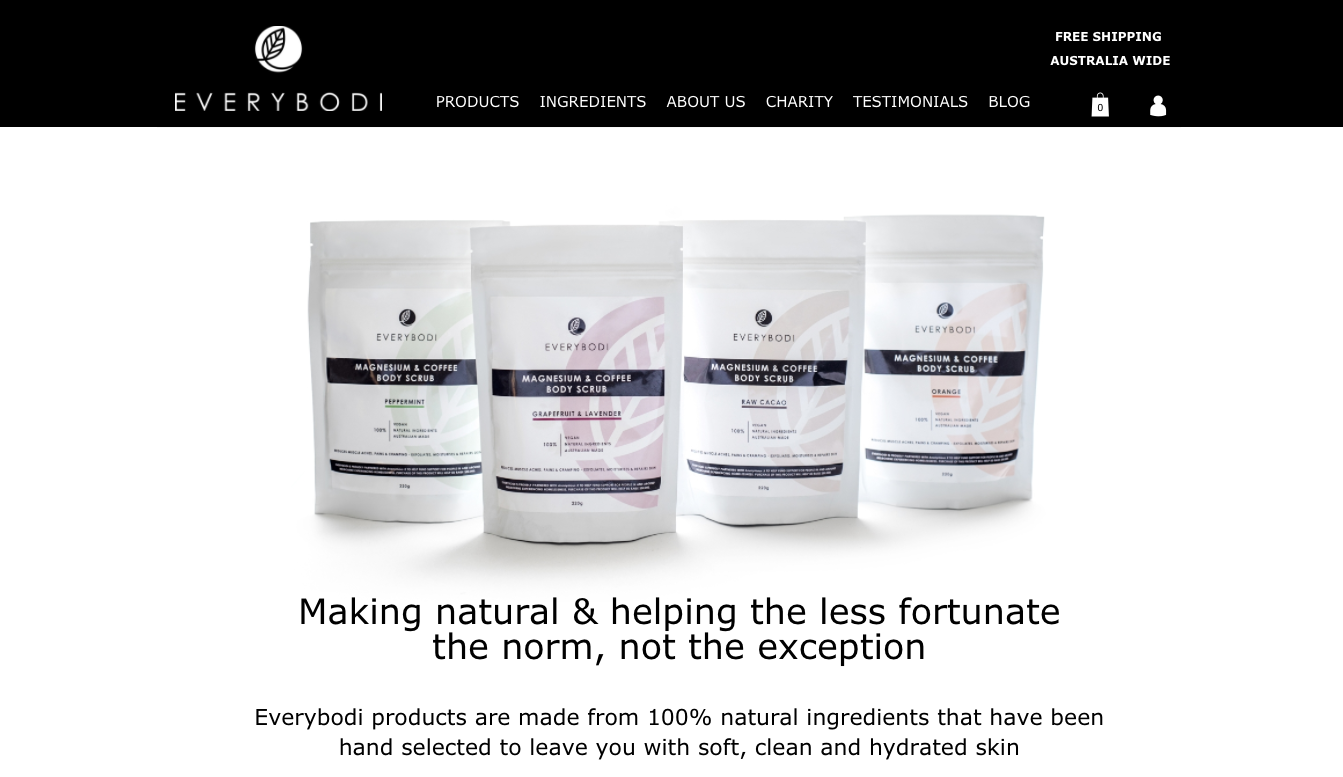 FREE SHIPPING
AUSTRALIA WIDE
EVERYBODI
PRODUCTS INGREDIENTS ABOUT US CHARITY TESTIMONIALS BLOG
0
EVERYBODI
MAGNESIUM & COFFEE
BODY SCRUB
PEPPERMINT
100%
VEGAN
NATURAL INGREDIENTS
AUSTRALIAN MADE
220g
EVERYBODI
MAGNESIUM & COFFEE
BODY SCRUB
GRAPEFRUIT & LAVENDER
100%
VEGAN
NATURAL INGREDIENTS
AUSTRALIAN MADE
220g
EVERYBODI
MAGNESIUM & COFFEE
BODY SCRUB
RAW CACAO
100%
VEGAN
NATURAL INGREDIENTS
AUSTRALIAN MADE
220g
EVERYBODI
MAGNESIUM & COFFEE
BODY SCRUB
ORANGE
100%
VEGAN
NATURAL INGREDIENTS
AUSTRALIAN MADE
220g
Making natural & helping the less fortunate
the norm, not the exception
Everybodi products are made from 100% natural ingredients that have been
hand selected to leave you with soft, clean and hydrated skin